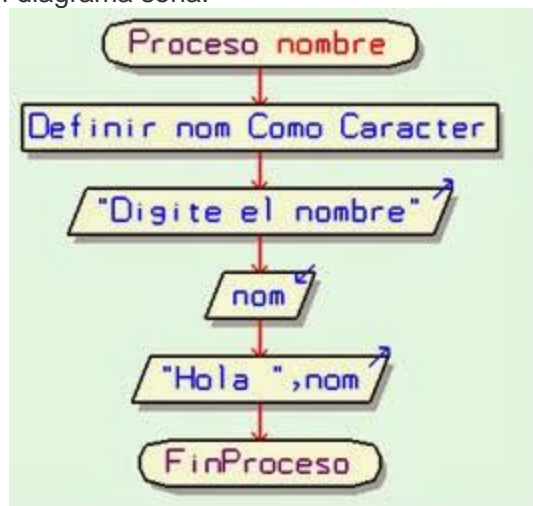 diagrama sería:
Proceso nombre
Definir nom Como Caracter
"Digite el nombre"
nom
"Hola ",nom
FinProceso